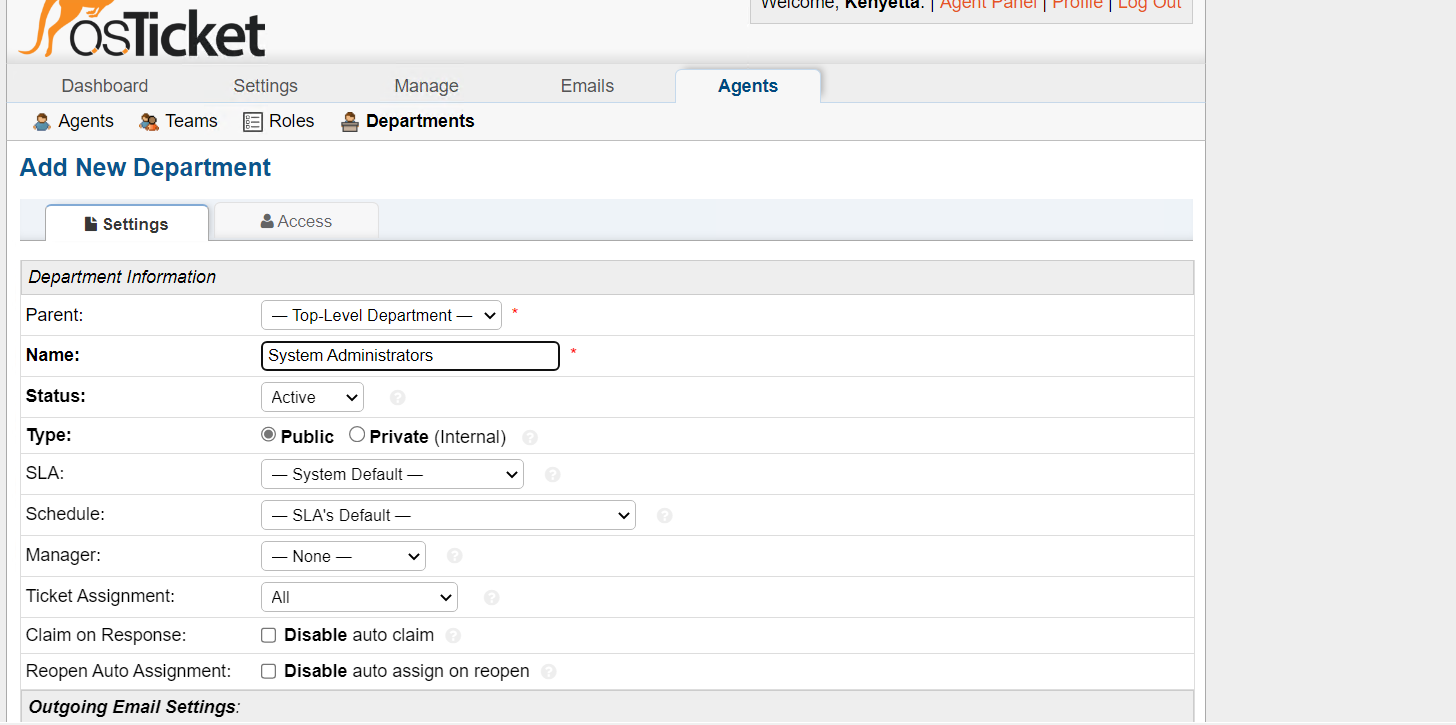 Welcome, Kenyetta. | Agent Panel | Profile | Log Out
osTicket
Dashboard Settings Manage Emails Agents
Agents Teams Roles Departments
Add New Department
Settings Access
Department Information
Parent: — Top-Level Department — *
Name: System Administrators *
Status: Active ?
Type: Public Private (Internal) ?
SLA: — System Default — ?
Schedule: — SLA's Default — ?
Manager: — None — ?
Ticket Assignment: All ?
Claim on Response: Disable auto claim ?
Reopen Auto Assignment: Disable auto assign on reopen ?
Outgoing Email Settings: